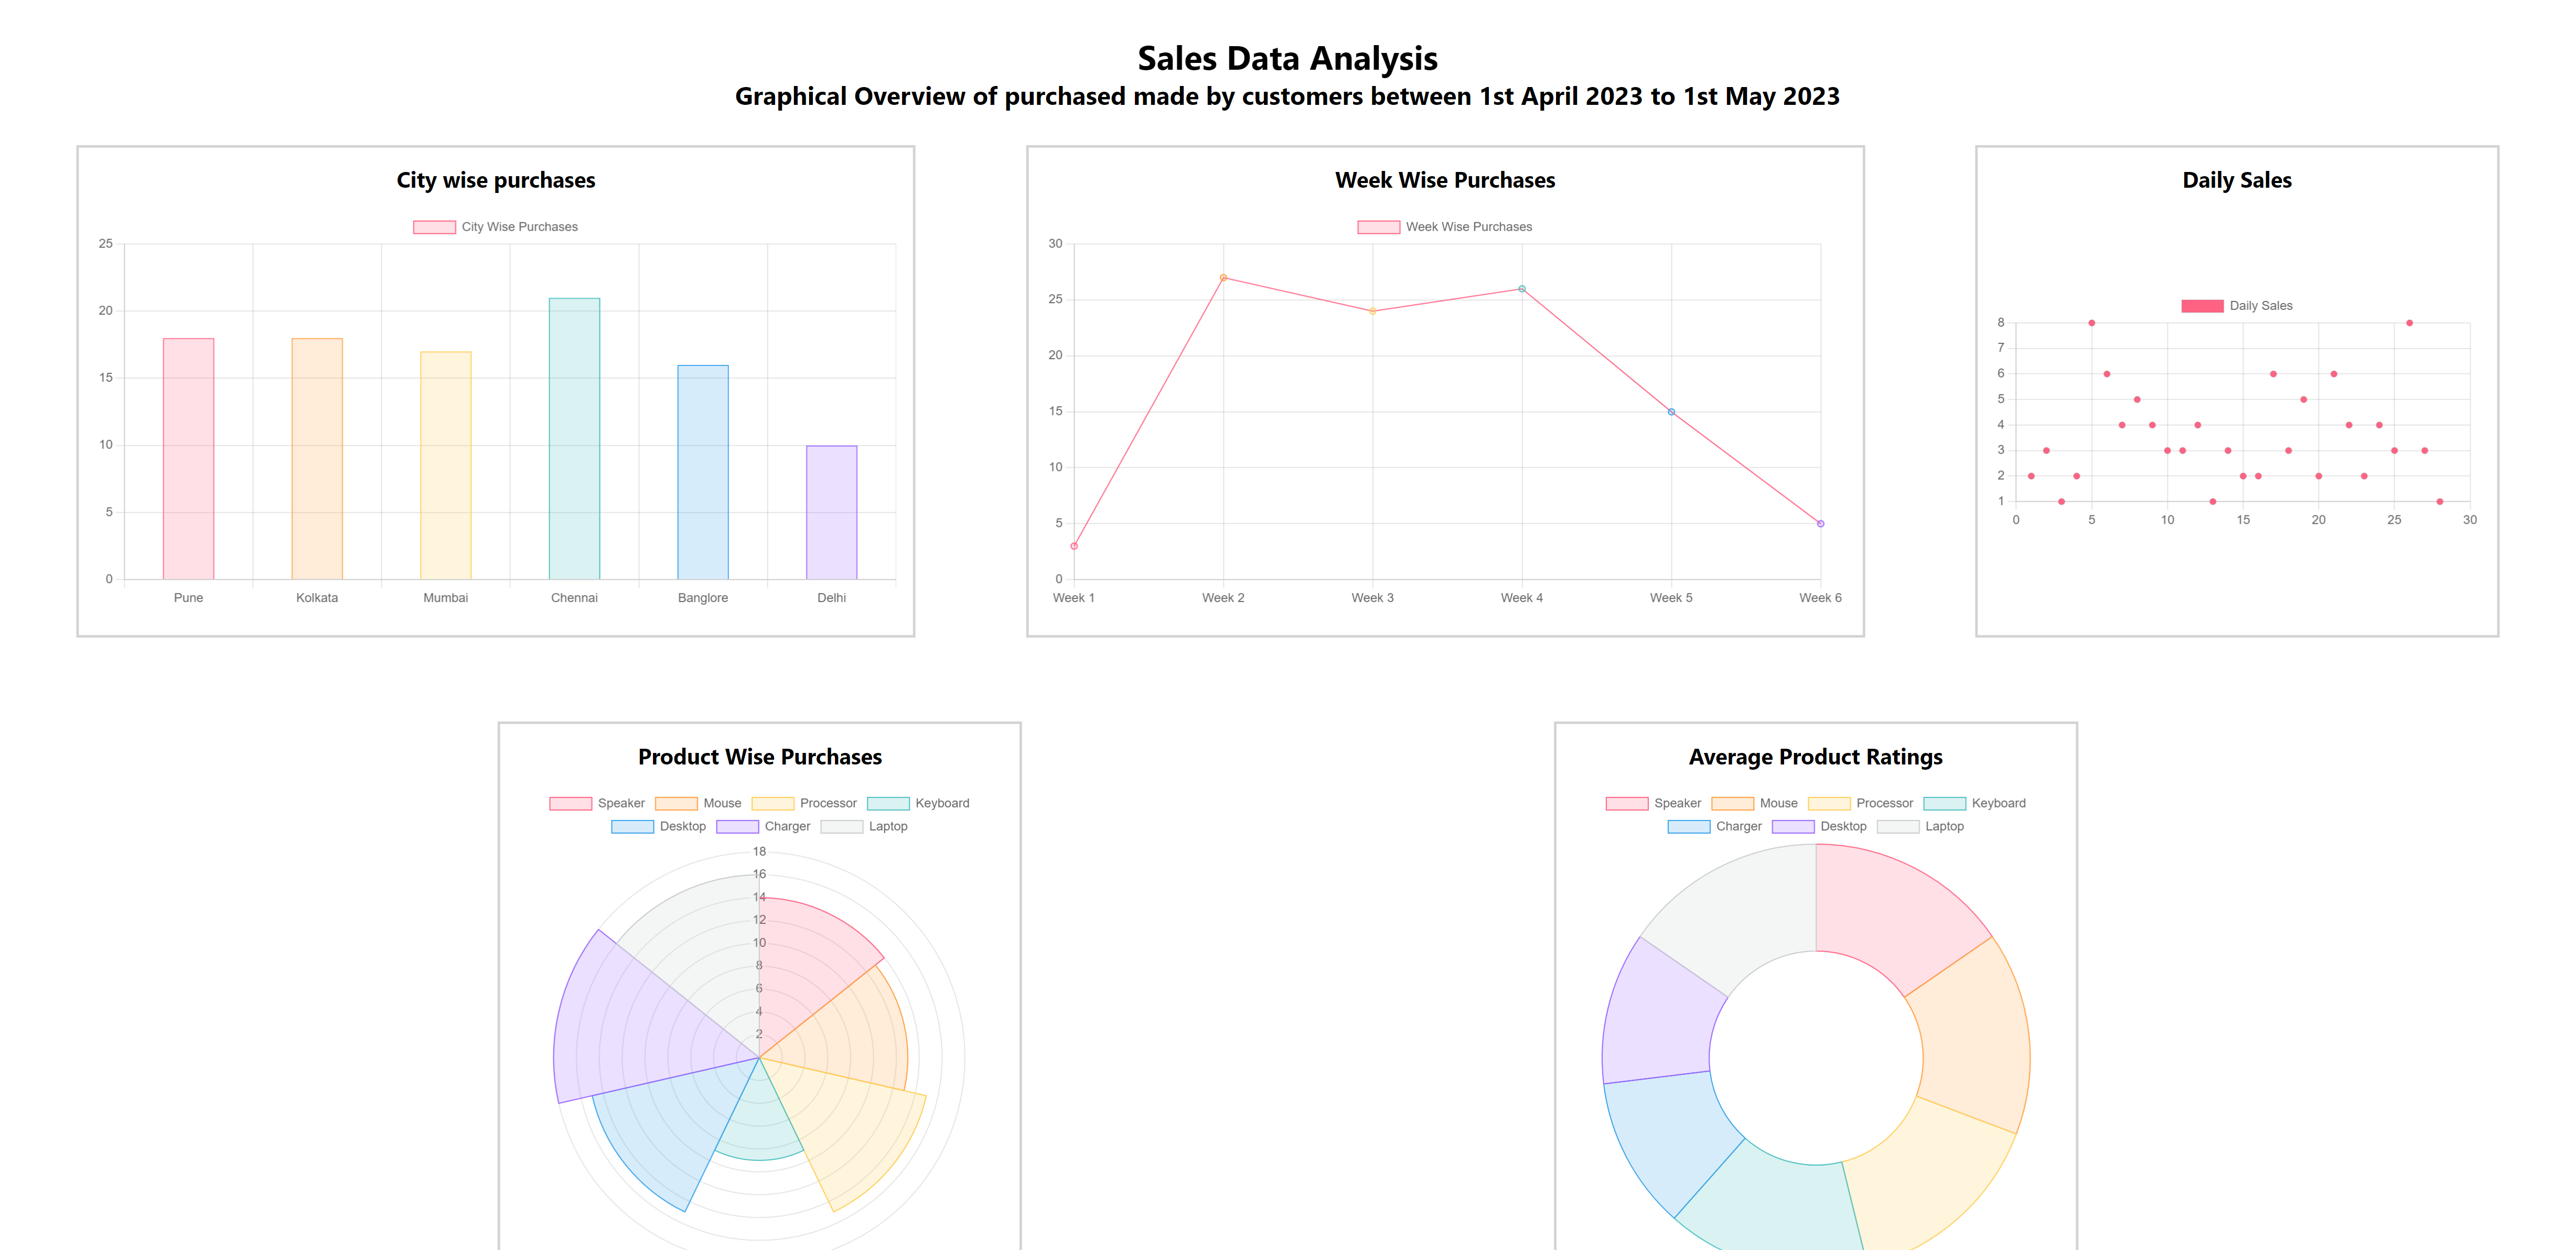 Sales Data Analysis
Graphical Overview of purchased made by customers between 1st April 2023 to 1st May 2023
City wise purchases
City Wise Purchases
25
20
15
10
5
0
Pune Kolkata Mumbai Chennai Banglore Delhi
Week Wise Purchases
Week Wise Purchases
30
25
20
15
10
5
0
Week 1 Week 2 Week 3 Week 4 Week 5 Week 6
Daily Sales
Daily Sales
8
7
6
5
4
3
2
1
0 5 10 15 20 25 30
Product Wise Purchases
Speaker Mouse Processor Keyboard
Desktop Charger Laptop
18
16
14
12
10
8
6
4
2
Average Product Ratings
Speaker Mouse Processor Keyboard
Charger Desktop Laptop